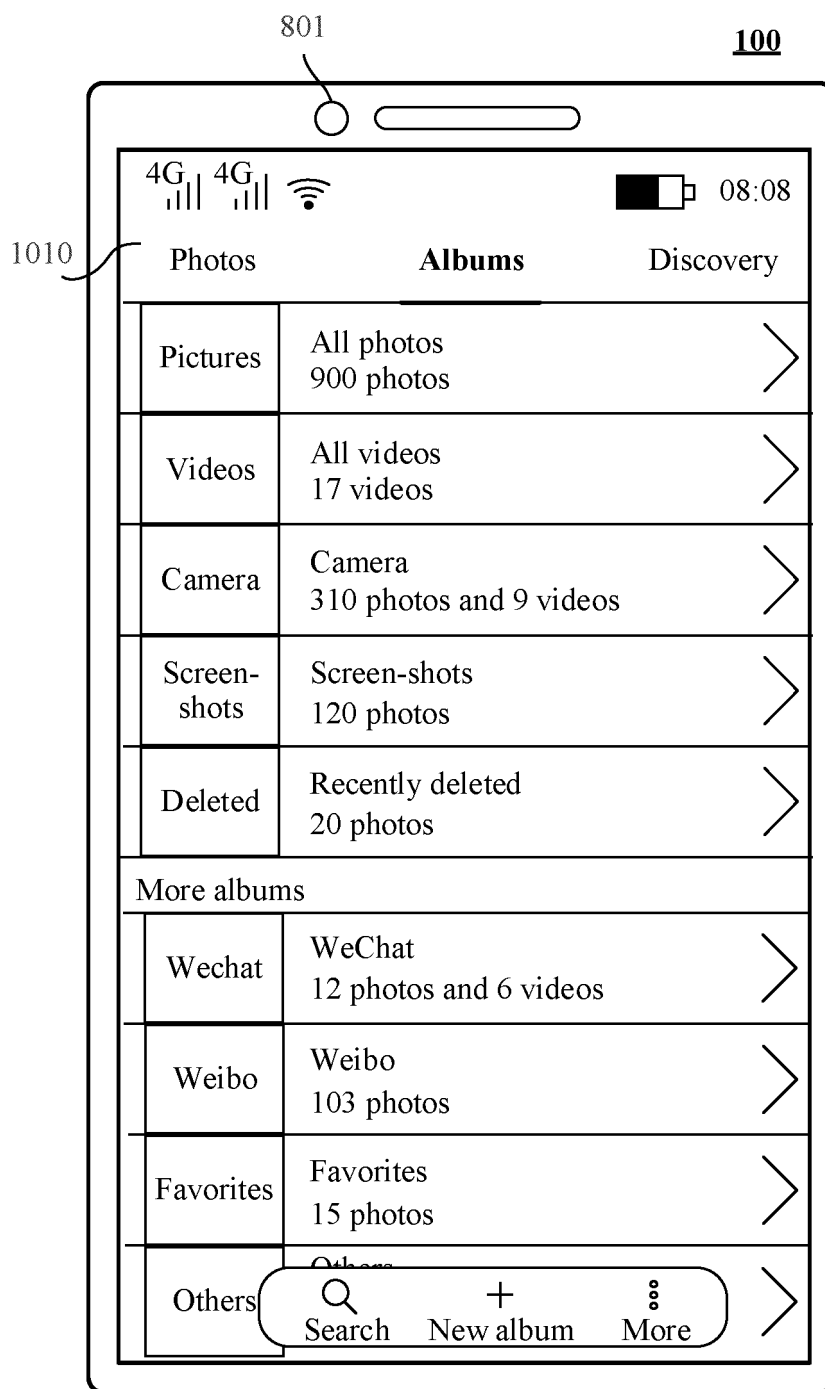 801
100
4G 4G 08:08
1010
Photos Albums Discovery
Pictures
All photos
900 photos
Videos
All videos
17 videos
Camera
Camera
310 photos and 9 videos
Screen-
shots
Screen-shots
120 photos
Deleted
Recently deleted
20 photos
More albums
Wechat
WeChat
12 photos and 6 videos
Weibo
Weibo
103 photos
Favorites
Favorites
15 photos
Others
Others
Search New album More